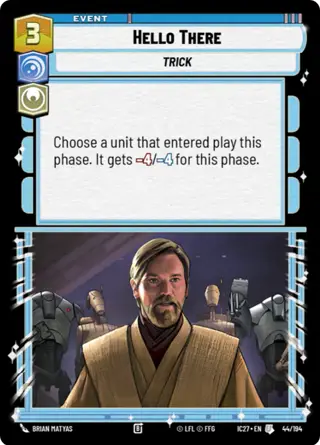 EVENT
3
HELLO THERE
TRICK
Choose a unit that entered play this
phase. It gets -4/-4 for this phase.
BRIAN MATYAS
© LFL © FFG
IC27 • EN
44/194